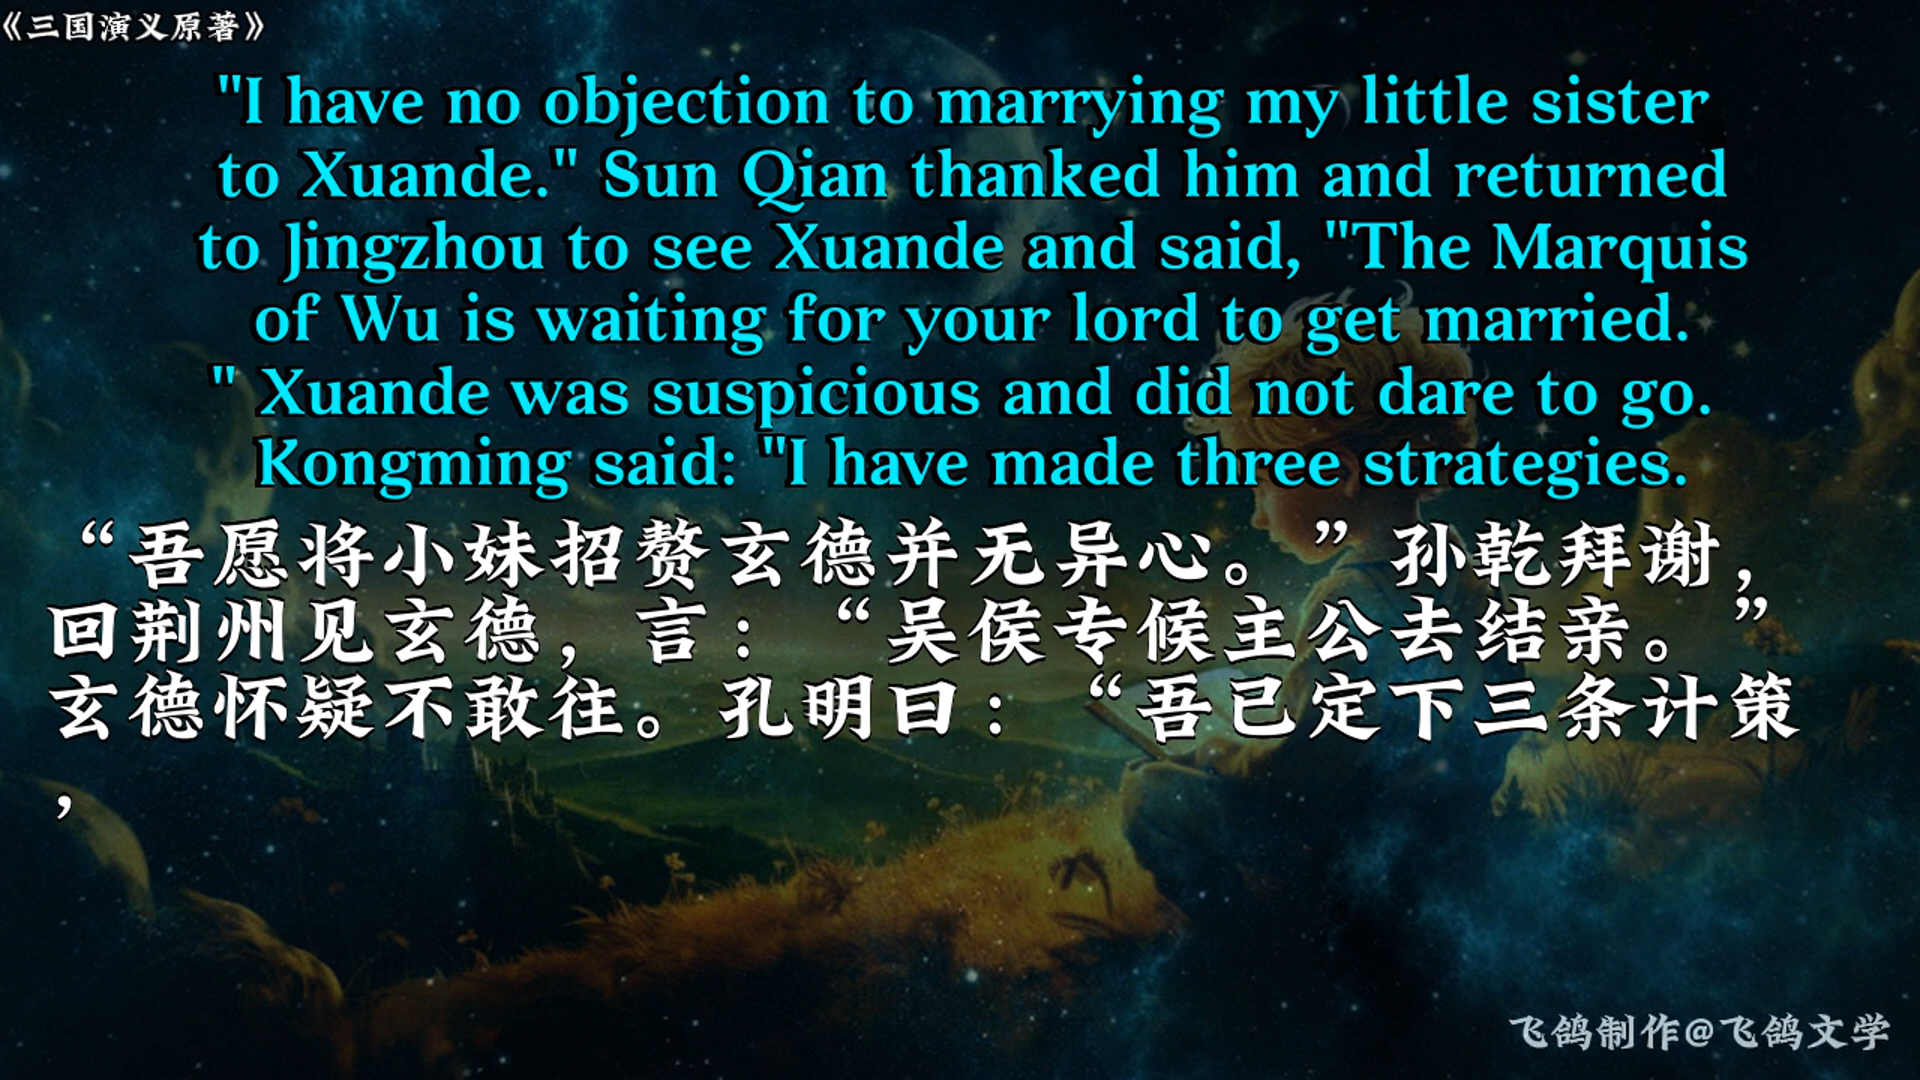 《三国演义原著》
"I have no objection to marrying my little sister
to Xuande." Sun Qian thanked him and returned
to Jingzhou to see Xuande and said, "The Marquis
of Wu is waiting for your lord to get married.
" Xuande was suspicious and did not dare to go.
Kongming said: "I have made three strategies.
“吾愿将小妹招赘玄德并无异心。”孙乾拜谢，
回荆州见玄德，言：“吴侯专候主公去结亲。”
玄德怀疑不敢往。孔明曰：“吾已定下三条计策
，
飞鸽制作@飞鸽文学